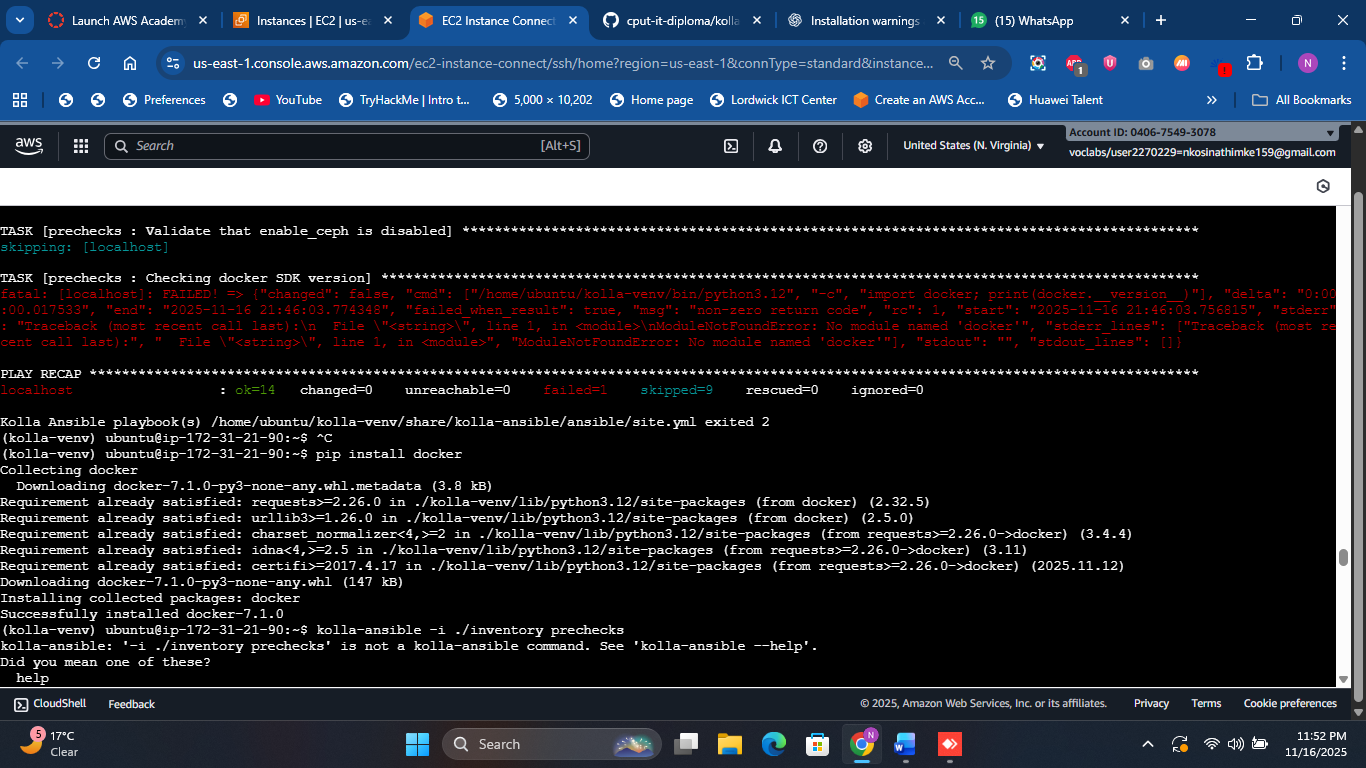 Launch AWS Academy
Instances | EC2 | us-ea
EC2 Instance Connect
cput-it-diploma/kolla
Installation warnings
15 (15) WhatsApp
us-east-1.console.aws.amazon.com/ec2-instance-connect/ssh/home?region=us-east-1&connType=standard&instance...
1
N
Preferences
YouTube
TryHackMe | Intro t...
5,000 × 10,202
Home page
Lordwick ICT Center
Create an AWS Acc...
Huawei Talent
»
All Bookmarks
aws
Search
[Alt+S]
United States (N. Virginia)
Account ID: 0406-7549-3078
voclabs/user2270229=nkosinathimke159@gmail.com
TASK [prechecks : Validate that enable_ceph is disabled] *******************************************************************************************
skipping: [localhost]
TASK [prechecks : Checking docker SDK version] *****************************************************************************************************
fatal: [localhost]: FAILED! => {"changed": false, "cmd": ["/home/ubuntu/kolla-venv/bin/python3.12", "-c", "import docker; print(docker.__version__)"], "delta": "0:00
:00.017533", "end": "2025-11-16 21:46:03.774348", "failed_when_result": true, "msg": "non-zero return code", "rc": 1, "start": "2025-11-16 21:46:03.756815", "stderr"
: "Traceback (most recent call last):\n  File \"<string>\", line 1, in <module>\nModuleNotFoundError: No module named 'docker'", "stderr_lines": ["Traceback (most re
cent call last):", "  File \"<string>\", line 1, in <module>", "ModuleNotFoundError: No module named 'docker'"], "stdout": "", "stdout_lines": []}
PLAY RECAP *****************************************************************************************************************************************
localhost                  : ok=14   changed=0    unreachable=0    failed=1    skipped=9    rescued=0    ignored=0
Kolla Ansible playbook(s) /home/ubuntu/kolla-venv/share/kolla-ansible/ansible/site.yml exited 2
(kolla-venv) ubuntu@ip-172-31-21-90:~$ ^C
(kolla-venv) ubuntu@ip-172-31-21-90:~$ pip install docker
Collecting docker
  Downloading docker-7.1.0-py3-none-any.whl.metadata (3.8 kB)
Requirement already satisfied: requests>=2.26.0 in ./kolla-venv/lib/python3.12/site-packages (from docker) (2.32.5)
Requirement already satisfied: urllib3>=1.26.0 in ./kolla-venv/lib/python3.12/site-packages (from docker) (2.5.0)
Requirement already satisfied: charset_normalizer<4,>=2 in ./kolla-venv/lib/python3.12/site-packages (from requests>=2.26.0->docker) (3.4.4)
Requirement already satisfied: idna<4,>=2.5 in ./kolla-venv/lib/python3.12/site-packages (from requests>=2.26.0->docker) (3.11)
Requirement already satisfied: certifi>=2017.4.17 in ./kolla-venv/lib/python3.12/site-packages (from requests>=2.26.0->docker) (2025.11.12)
Downloading docker-7.1.0-py3-none-any.whl (147 kB)
Installing collected packages: docker
Successfully installed docker-7.1.0
(kolla-venv) ubuntu@ip-172-31-21-90:~$ kolla-ansible -i ./inventory prechecks
kolla-ansible: '-i ./inventory prechecks' is not a kolla-ansible command. See 'kolla-ansible --help'.
Did you mean one of these?
  help
CloudShell
Feedback
© 2025, Amazon Web Services, Inc. or its affiliates.
Privacy
Terms
Cookie preferences
5
17°C
Clear
Search
N
11:52 PM
11/16/2025